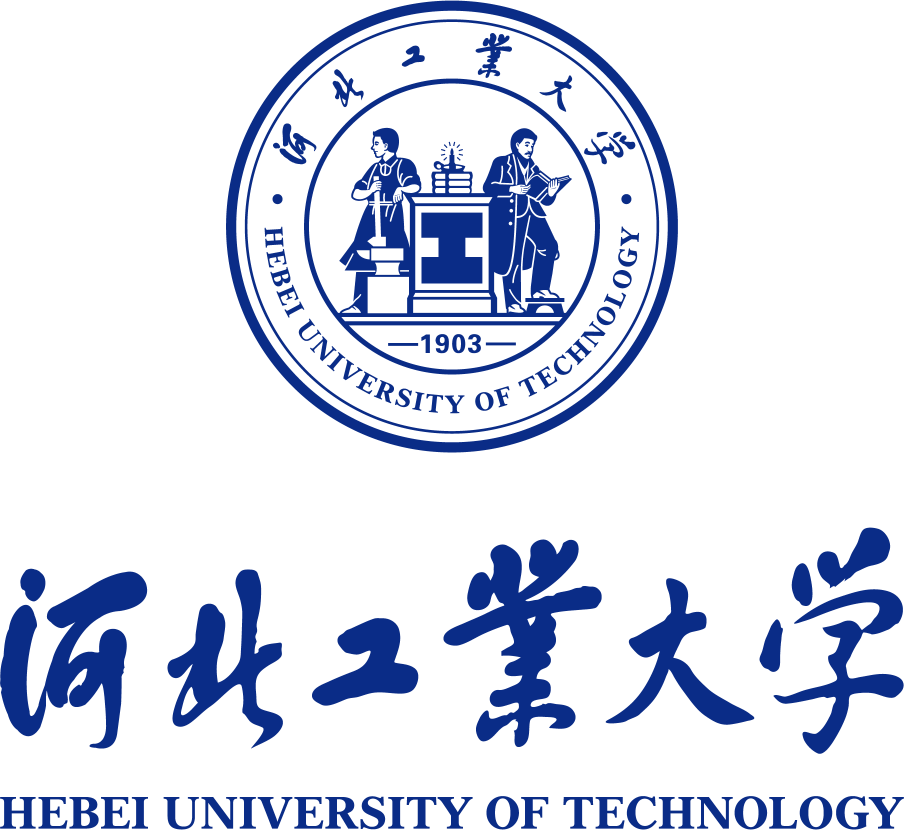 河北工業大学
HEBEI UNIVERSITY OF TECHNOLOGY
1903
河北工業大学
HEBEI UNIVERSITY OF TECHNOLOGY